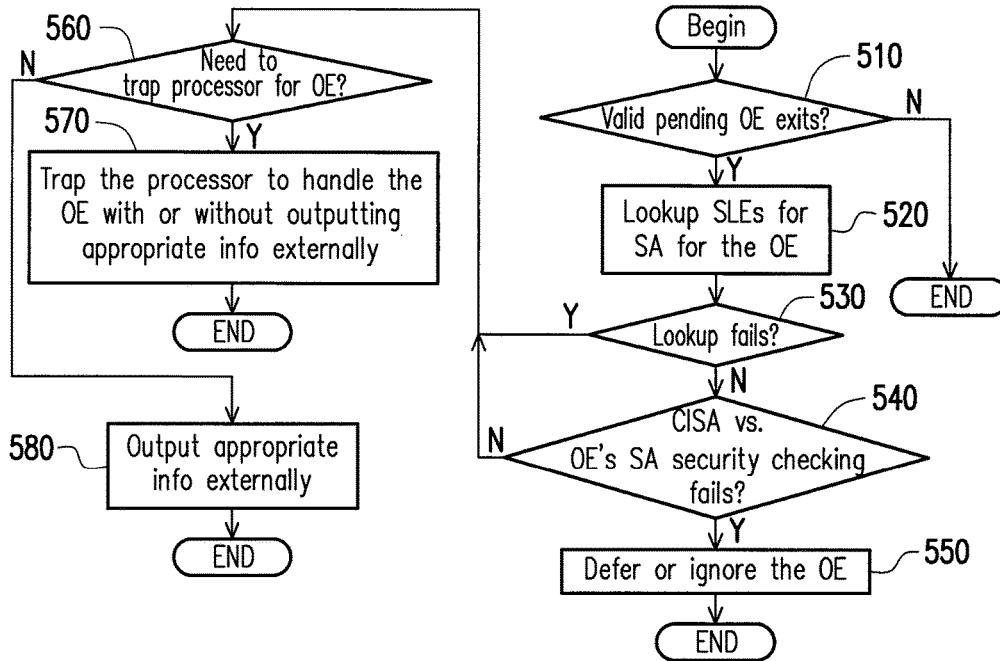 Begin
510
Valid pending OE exits?
N
Y
Lookup SLEs for
SA for the OE
520
END
530
Lookup fails?
Y
N
540
CISA vs.
OE's SA security checking
fails?
N
Y
Defer or ignore the OE
550
END
560
N
Need to
trap processor for OE?
570
Y
Trap the processor to handle the
OE with or without outputting
appropriate info externally
END
580
Output appropriate
info externally
END